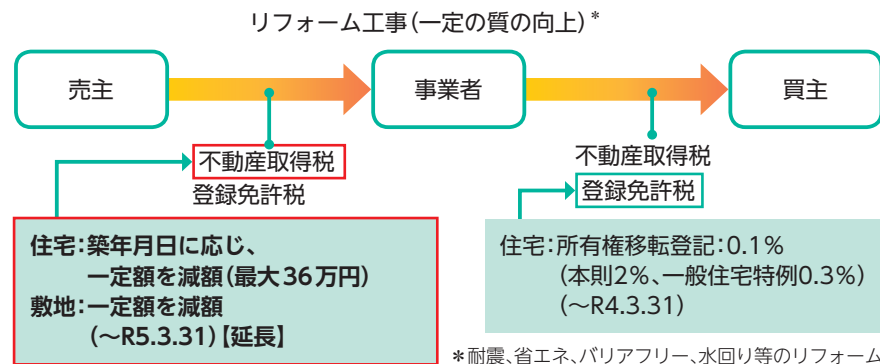 リフォーム工事(一定の質の向上)*
売主
事業者
買主
不動産取得税
登録免許税
不動産取得税
登録免許税
住宅:築年月日に応じ、
一定額を減額(最大36万円)
敷地:一定額を減額
(〜R5.3.31)【延長】
住宅:所有権移転登記:0.1%
(本則2%、一般住宅特例0.3%)
(〜R4.3.31)
*耐震、省エネ、バリアフリー、水回り等のリフォーム